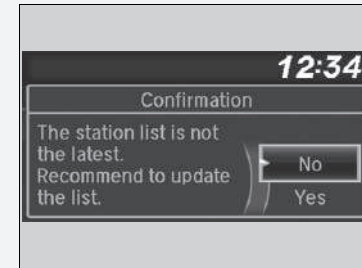 12:34
Confirmation
The station list is not
the latest.
Recommend to update
the list.
No
Yes